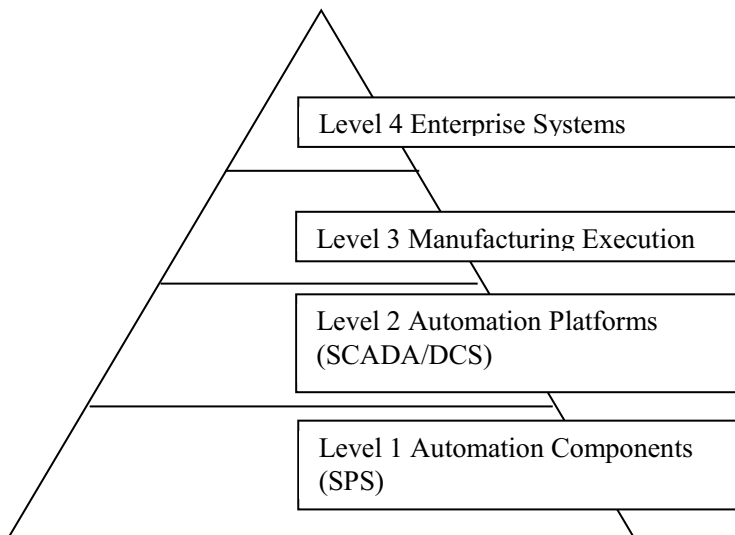 Level 4 Enterprise Systems
Level 3 Manufacturing Execution
Level 2 Automation Platforms
(SCADA/DCS)
Level 1 Automation Components
(SPS)